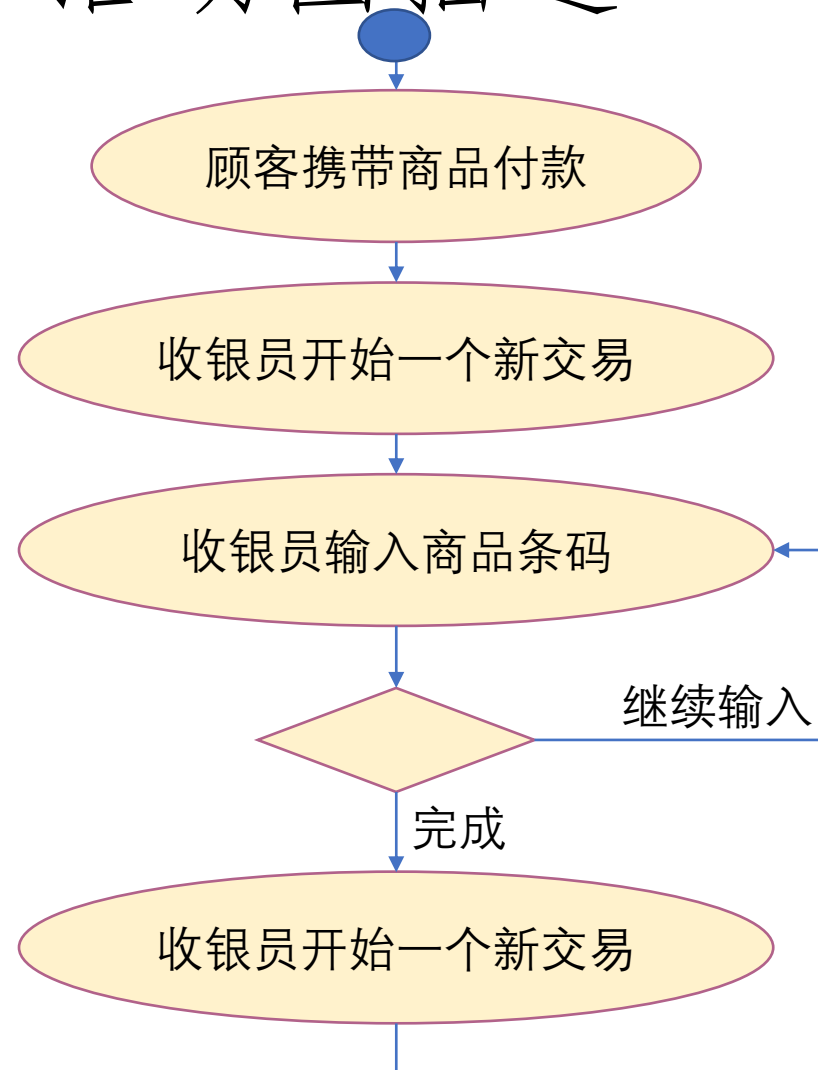 顾客携带商品付款
收银员开始一个新交易
收银员输入商品条码
继续输入
完成
收银员开始一个新交易